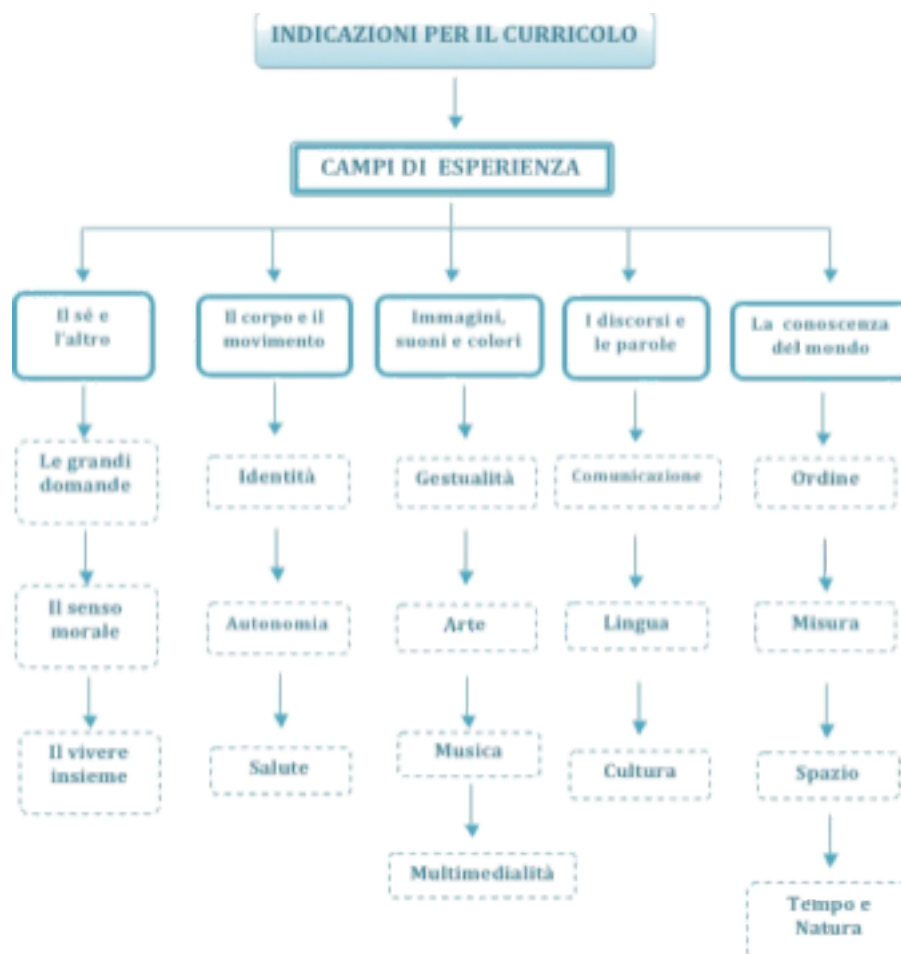 INDICAZIONI PER IL CURRICOLO
CAMPI DI ESPERIENZA
Il sé e
l'altro
Il corpo e il
movimento
Immagini,
suoni e colori
I discorsi e
le parole
La conoscenza
del mondo
Le grandi
domande
Identità
Gestualità
Comunicazione
Ordine
Il senso
morale
Autonomia
Arte
Lingua
Misura
Il vivere
insieme
Salute
Musica
Cultura
Spazio
Multimedialità
Tempo e
Natura